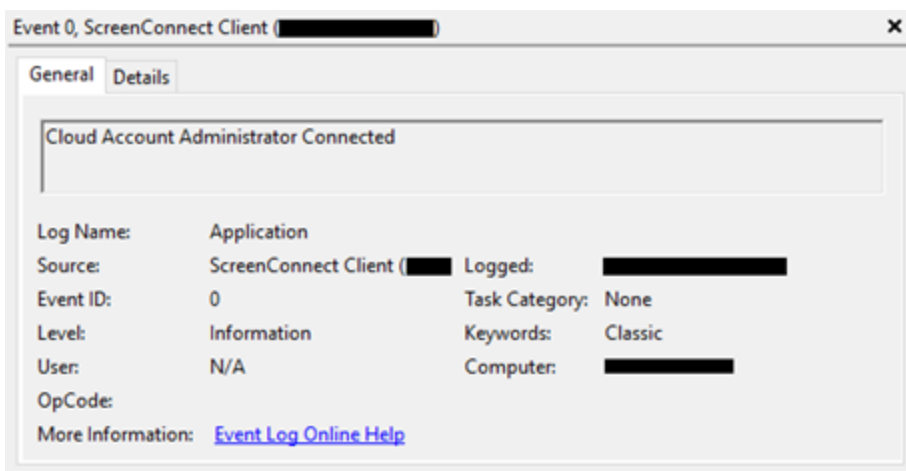 Event 0, ScreenConnect Client ( )
General Details
Cloud Account Administrator Connected
Log Name: Application
Source: ScreenConnect Client ( Logged:
Event ID: 0 Task Category: None
Level: Information Keywords: Classic
User: N/A Computer:
OpCode:
More Information: Event Log Online Help